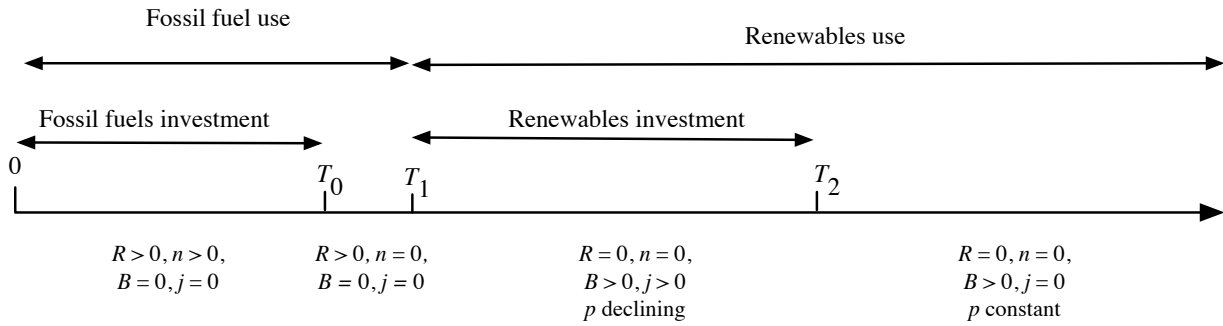 Fossil fuel use
Renewables use
Fossil fuels investment
Renewables investment
0
T0
T1
T2
R > 0, n > 0,
B = 0, j = 0
R > 0, n = 0,
B = 0, j = 0
R = 0, n = 0,
B > 0, j > 0
p declining
R = 0, n = 0,
B > 0, j = 0
p constant